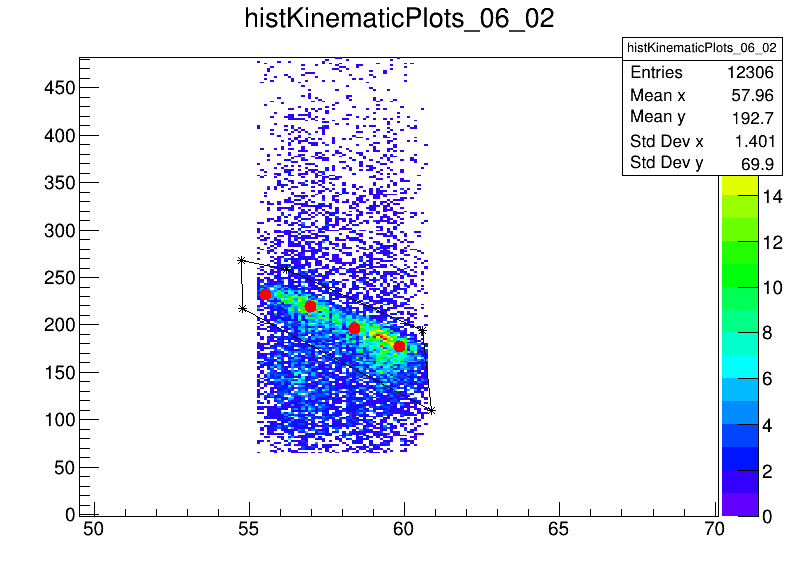 histKinematicPlots_06_02
histKinematicPlots_06_02
Entries 12306
Mean x 57.96
Mean y 192.7
Std Dev x 1.401
Std Dev y 69.9
450
400
350
300
250
200
150
100
50
0
14
12
10
8
6
4
2
0
50 55 60 65 70